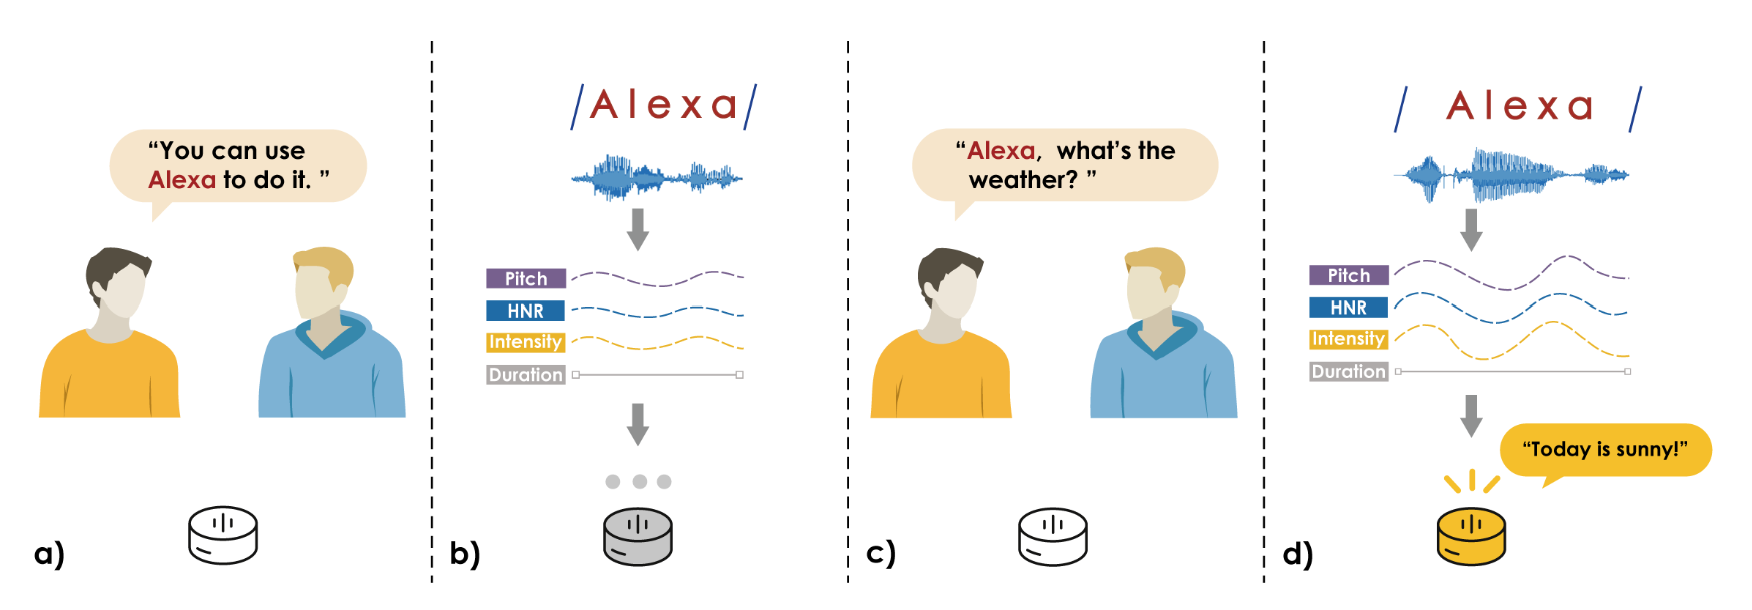 “You can use
Alexa to do it. ”
a)
/Alexa/
Pitch
HNR
Intensity
Duration
b)
“Alexa, what’s the
weather? ”
c)
/ Alexa /
Pitch
HNR
Intensity
Duration
“Today is sunny!”
d)